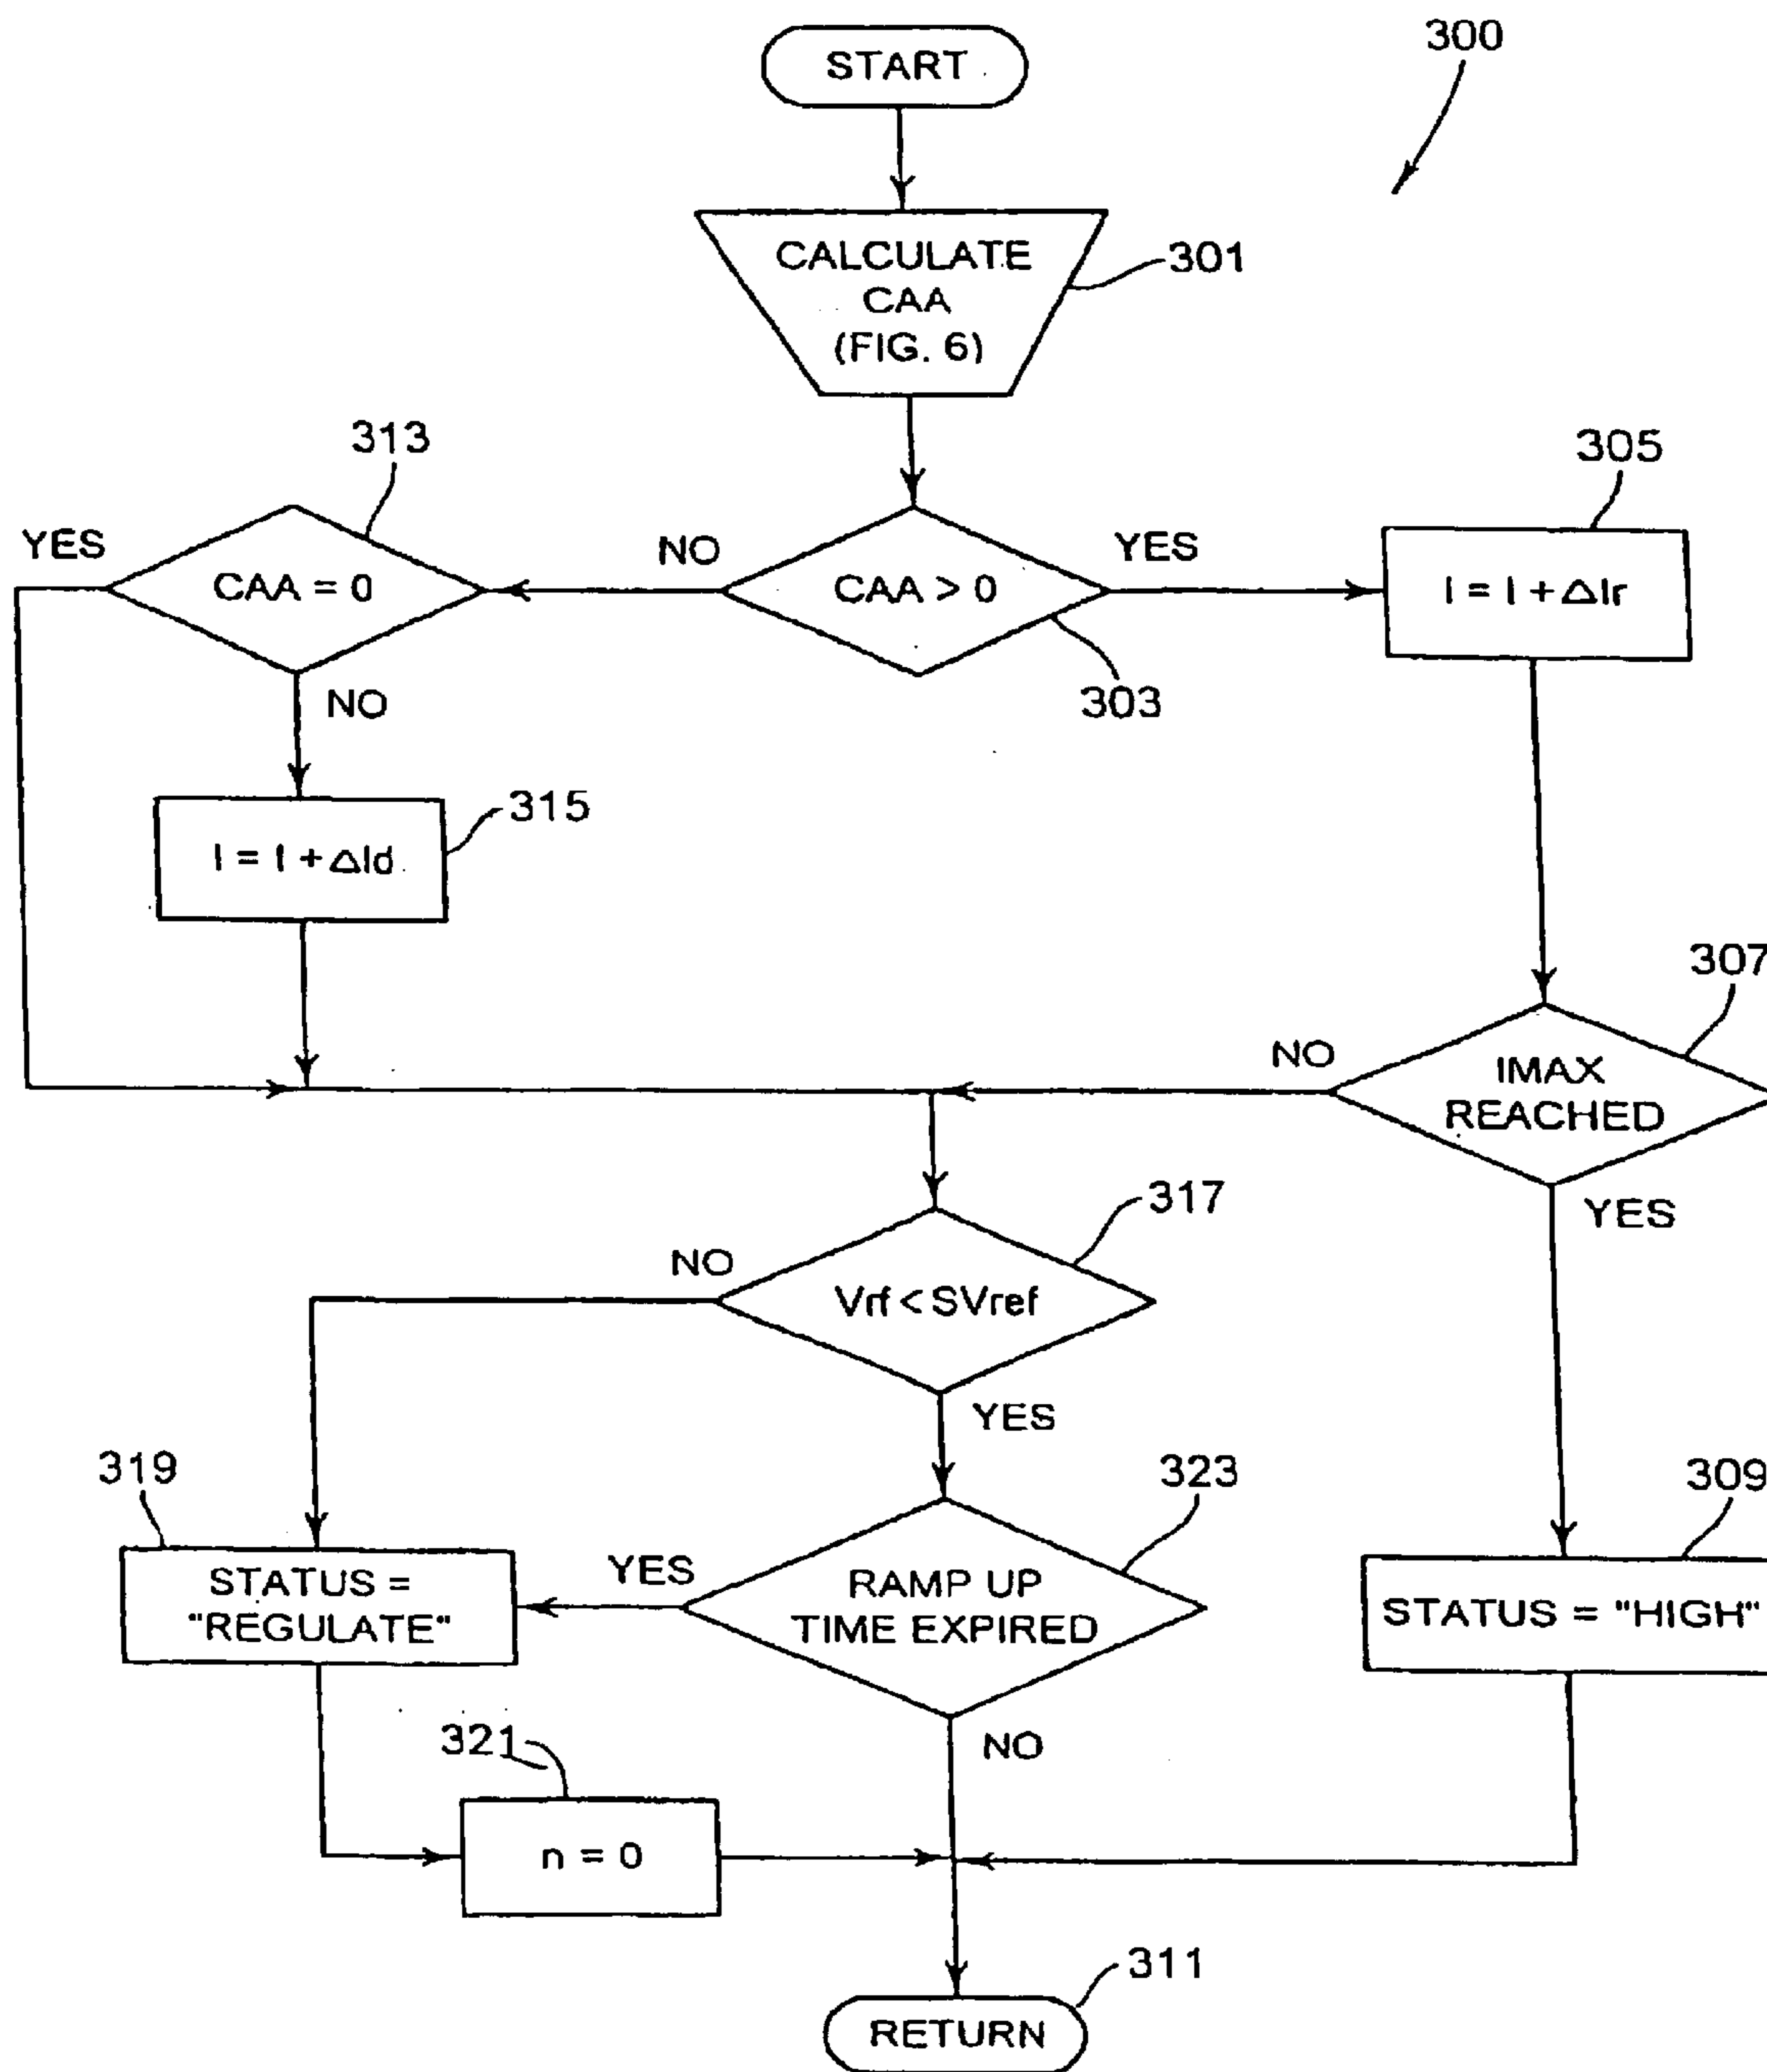 START
300
CALCULATE
CAA
(FIG. 6)
301
313
305
YES
CAA = 0
NO
CAA > 0
YES
I = I + ΔIr
303
NO
315
I = I + ΔId
307
NO
IMAX
REACHED
YES
317
NO
Vrf < SVref
YES
319
323
309
STATUS =
"REGULATE"
YES
RAMP UP
TIME EXPIRED
STATUS = "HIGH"
321
NO
n = 0
311
RETURN